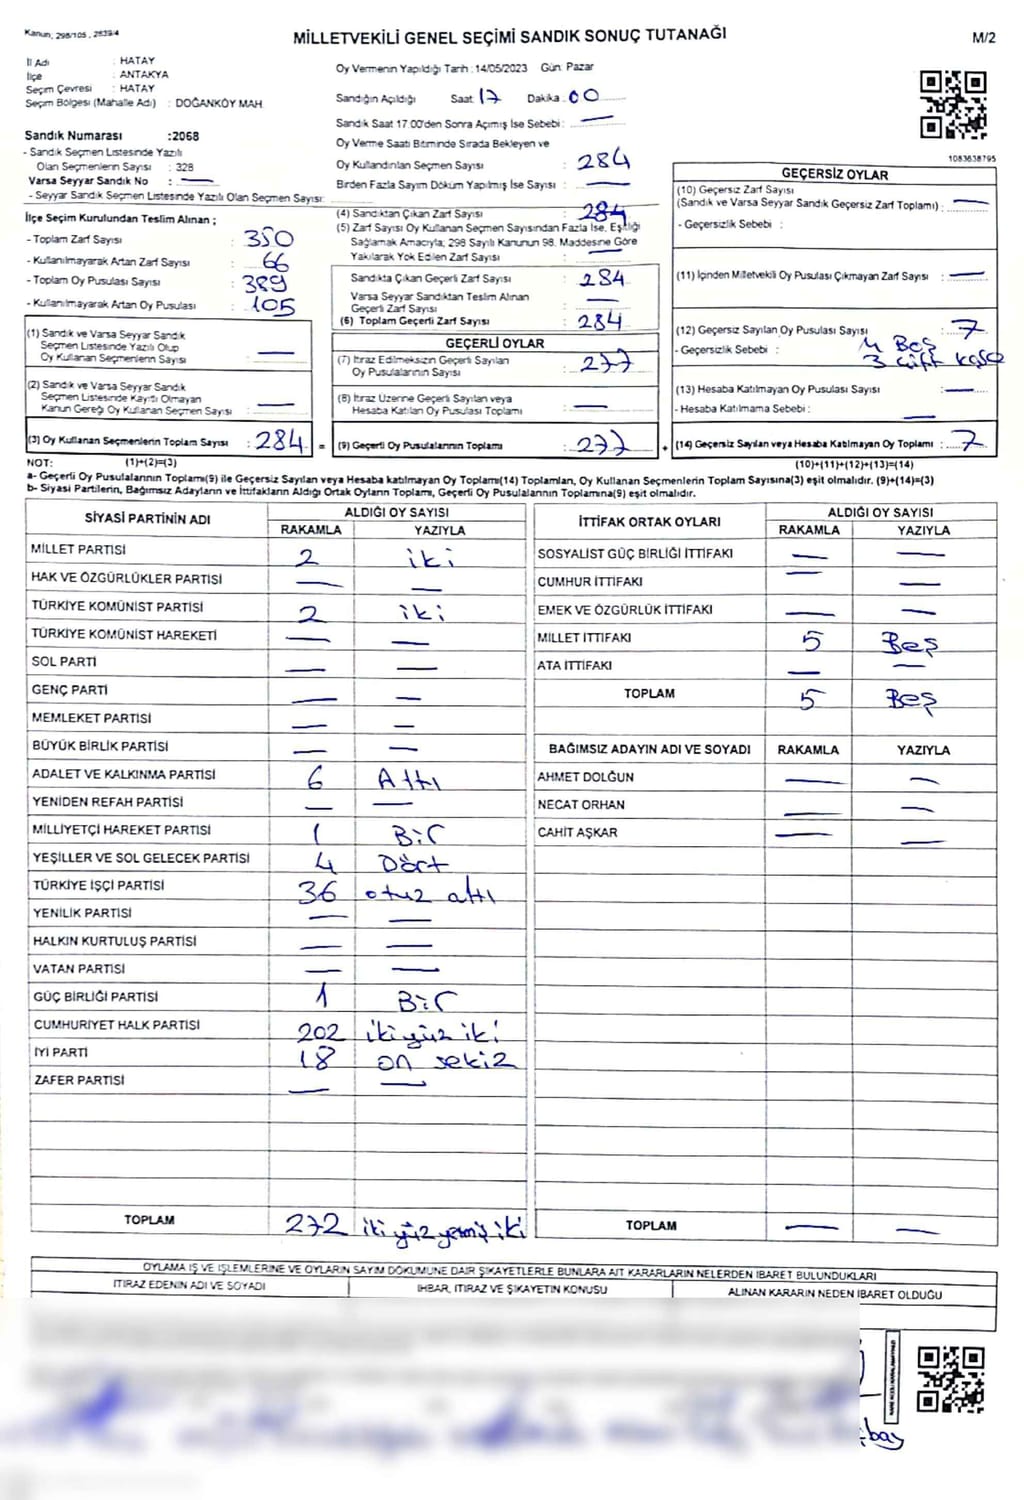 Kanun, 298/105, 2839/4
MİLLETVEKİLİ GENEL SEÇİMİ SANDIK SONUÇ TUTANAĞI
M/2
İl Adı : HATAY
İlçe : ANTAKYA
Seçim Çevresi : HATAY
Seçim Bölgesi (Mahalle Adı) : DOĞANKÖY MAH.
Oy Vermenin Yapıldığı Tarih : 14/05/2023 Gün: Pazar
Sandığın Açıldığı Saat: 17 Dakika: 00
Sandık Saat 17:00'den Sonra Açımış İse Sebebi: —
Oy Verme Saati Bitiminde Sırada Bekleyen ve
Oy Kullandırılan Seçmen Sayısı : 284
Birden Fazla Sayım Döküm Yapılmış İse Sayısı : —
Sandık Numarası :2068
- Sandık Seçmen Listesinde Yazılı
Olan Seçmenlerin Sayısı : 328
Varsa Seyyar Sandık No : —
- Seyyar Sandık Seçmen Listesinde Yazılı Olan Seçmen Sayısı:
1083638795
İlçe Seçim Kurulundan Teslim Alınan ;
- Toplam Zarf Sayısı : 350
- Kullanılmayarak Artan Zarf Sayısı : 66
- Toplam Oy Pusulası Sayısı : 389
- Kullanılmayarak Artan Oy Pusulası : 105
(1) Sandık ve Varsa Seyyar Sandık
Seçmen Listesinde Yazılı Olup
Oy Kullanan Seçmenlerin Sayısı : —
(2) Sandık ve Varsa Seyyar Sandık
Seçmen Listesinde Kayıtlı Olmayan
Kanun Gereği Oy Kullanan Seçmen Sayısı : —
(3) Oy Kullanan Seçmenlerin Toplam Sayısı : 284 =
(4) Sandıktan Çıkan Zarf Sayısı : 284
(5) Zarf Sayısı Oy Kullanan Seçmen Sayısından Fazla İse, Eşitliği
Sağlamak Amacıyla; 298 Sayılı Kanunun 98. Maddesine Göre
Yakılarak Yok Edilen Zarf Sayısı : —
Sandıkta Çıkan Geçerli Zarf Sayısı : 284
Varsa Seyyar Sandıktan Teslim Alınan
Geçerli Zarf Sayısı : —
(6) Toplam Geçerli Zarf Sayısı : 284
GEÇERLİ OYLAR
(7) İtiraz Edilmeksizin Geçerli Sayılan
Oy Pusulalarının Sayısı : 277
(8) İtiraz Üzerine Geçerli Sayılan veya
Hesaba Katılan Oy Pusulası Toplamı : —
(9) Geçerli Oy Pusulalarının Toplamı : 277 +
GEÇERSİZ OYLAR
(10) Geçersiz Zarf Sayısı
(Sandık ve Varsa Seyyar Sandık Geçersiz Zarf Toplamı) : —
- Geçersizlik Sebebi :
(11) İçinden Milletvekili Oy Pusulası Çıkmayan Zarf Sayısı : —
(12) Geçersiz Sayılan Oy Pusulası Sayısı : 7
- Geçersizlik Sebebi : 4 Boş
3 çift kaşe
(13) Hesaba Katılmayan Oy Pusulası Sayısı : —
- Hesaba Katılmama Sebebi : —
(14) Geçersiz Sayılan veya Hesaba Katılmayan Oy Toplamı : 7
NOT: (1)+(2)=(3) (10)+(11)+(12)+(13)=(14)
a- Geçerli Oy Pusulalarının Toplamı(9) ile Geçersiz Sayılan veya Hesaba katılmayan Oy Toplamı(14) Toplamları, Oy Kullanan Seçmenlerin Toplam Sayısına(3) eşit olmalıdır. (9)+(14)=(3)
b- Siyasi Partilerin, Bağımsız Adayların ve İttifakların Aldığı Ortak Oyların Toplamı, Geçerli Oy Pusulalarının Toplamına(9) eşit olmalıdır.
SİYASİ PARTİNİN ADI ALDIĞI OY SAYISI
RAKAMLA YAZIYLA
MİLLET PARTİSİ 2 iki
HAK VE ÖZGÜRLÜKLER PARTİSİ — —
TÜRKİYE KOMÜNİST PARTİSİ 2 iki
TÜRKİYE KOMÜNİST HAREKETİ — —
SOL PARTİ — —
GENÇ PARTİ — —
MEMLEKET PARTİSİ — —
BÜYÜK BİRLİK PARTİSİ — —
ADALET VE KALKINMA PARTİSİ 6 Altı
YENİDEN REFAH PARTİSİ — —
MİLLİYETÇİ HAREKET PARTİSİ 1 Bir
YEŞİLLER VE SOL GELECEK PARTİSİ 4 Dört
TÜRKİYE İŞÇİ PARTİSİ 36 otuz altı
YENİLİK PARTİSİ — —
HALKIN KURTULUŞ PARTİSİ — —
VATAN PARTİSİ — —
GÜÇ BİRLİĞİ PARTİSİ 1 Bir
CUMHURİYET HALK PARTİSİ 202 ikiyüz iki
İYİ PARTİ 18 on sekiz
ZAFER PARTİSİ — —
TOPLAM 272 ikiyüz yetmiş iki
İTTİFAK ORTAK OYLARI ALDIĞI OY SAYISI
RAKAMLA YAZIYLA
SOSYALİST GÜÇ BİRLİĞİ İTTİFAKI — —
CUMHUR İTTİFAKI — —
EMEK VE ÖZGÜRLÜK İTTİFAKI — —
MİLLET İTTİFAKI 5 Beş
ATA İTTİFAKI — —
TOPLAM 5 Beş
BAĞIMSIZ ADAYIN ADI VE SOYADI RAKAMLA YAZIYLA
AHMET DOLĞUN — —
NECAT ORHAN — —
CAHİT AŞKAR — —
TOPLAM — —
OYLAMA İŞ VE İŞLEMLERİNE VE OYLARIN SAYIM DÖKÜMÜNE DAİR ŞİKAYETLERLE BUNLARA AİT KARARLARIN NELERDEN İBARET BULUNDUKLARI
İTİRAZ EDENİN ADI VE SOYADI İHBAR, İTİRAZ VE ŞİKAYETİN KONUSU ALINAN KARARIN NEDEN İBARET OLDUĞU